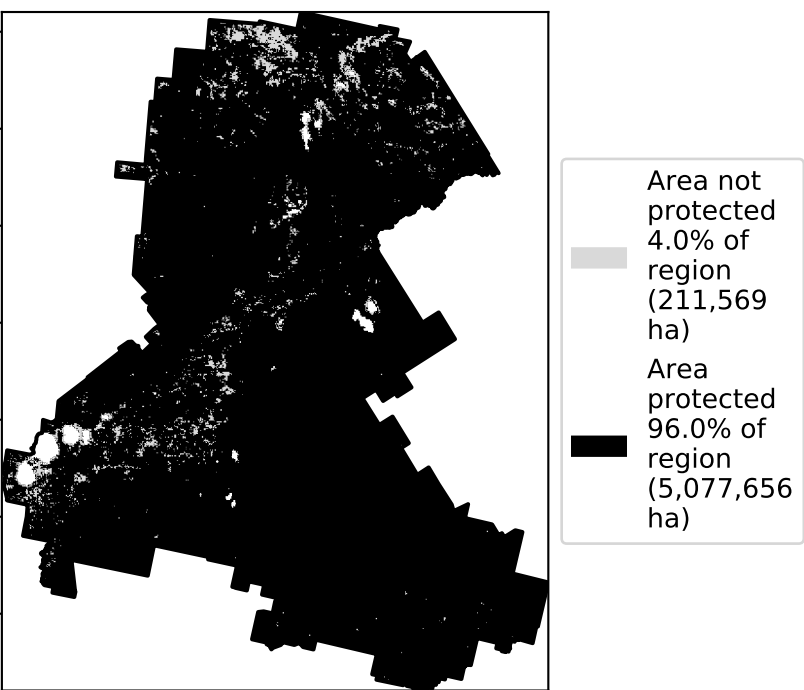 Area not
protected
4.0% of
region
(211,569
ha)
Area
protected
96.0% of
region
(5,077,656
ha)